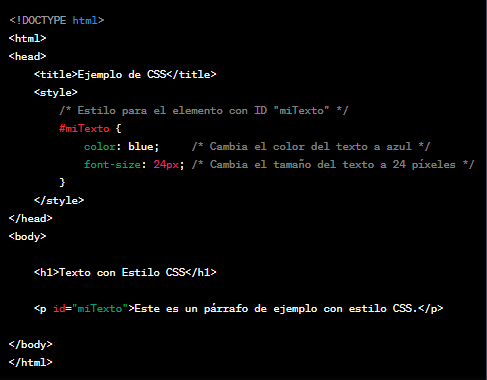 <!DOCTYPE html>
<html>
<head>
    <title>Ejemplo de CSS</title>
    <style>
        /* Estilo para el elemento con ID "miTexto" */
        #miTexto {
            color: blue;     /* Cambia el color del texto a azul */
            font-size: 24px; /* Cambia el tamaño del texto a 24 píxeles */
        }
    </style>
</head>
<body>

    <h1>Texto con Estilo CSS</h1>

    <p id="miTexto">Este es un párrafo de ejemplo con estilo CSS.</p>

</body>
</html>